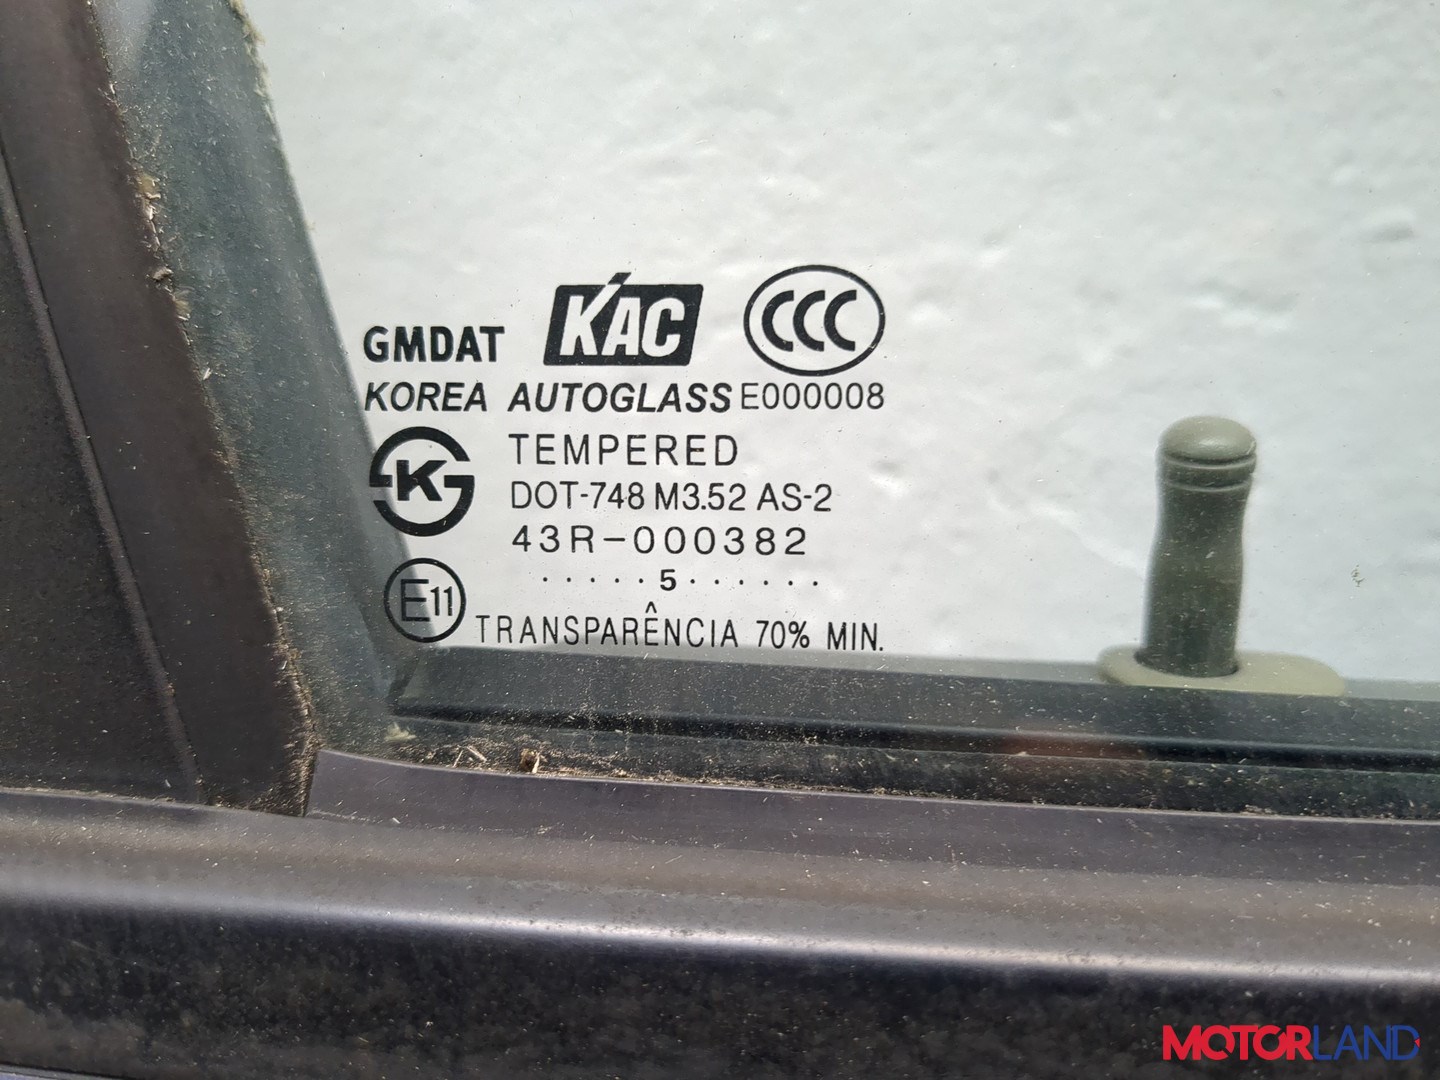 GMDAT KAC CCC
KOREA AUTOGLASS E000008
K TEMPERED
DOT-748 M3.52 AS-2
43R-000382
·····5······
E11 TRANSPARÊNCIA 70% MIN.
MOTORLAND